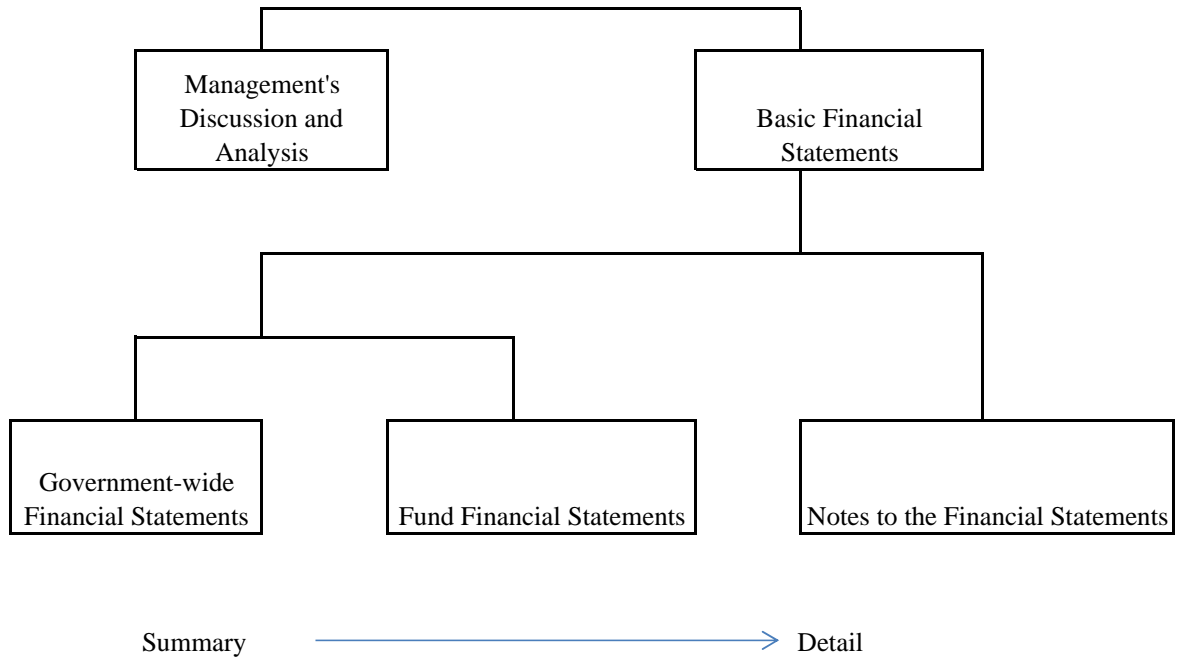 Management's
Discussion and
Analysis
Basic Financial
Statements
Government-wide
Financial Statements
Fund Financial Statements
Notes to the Financial Statements
Summary
Detail